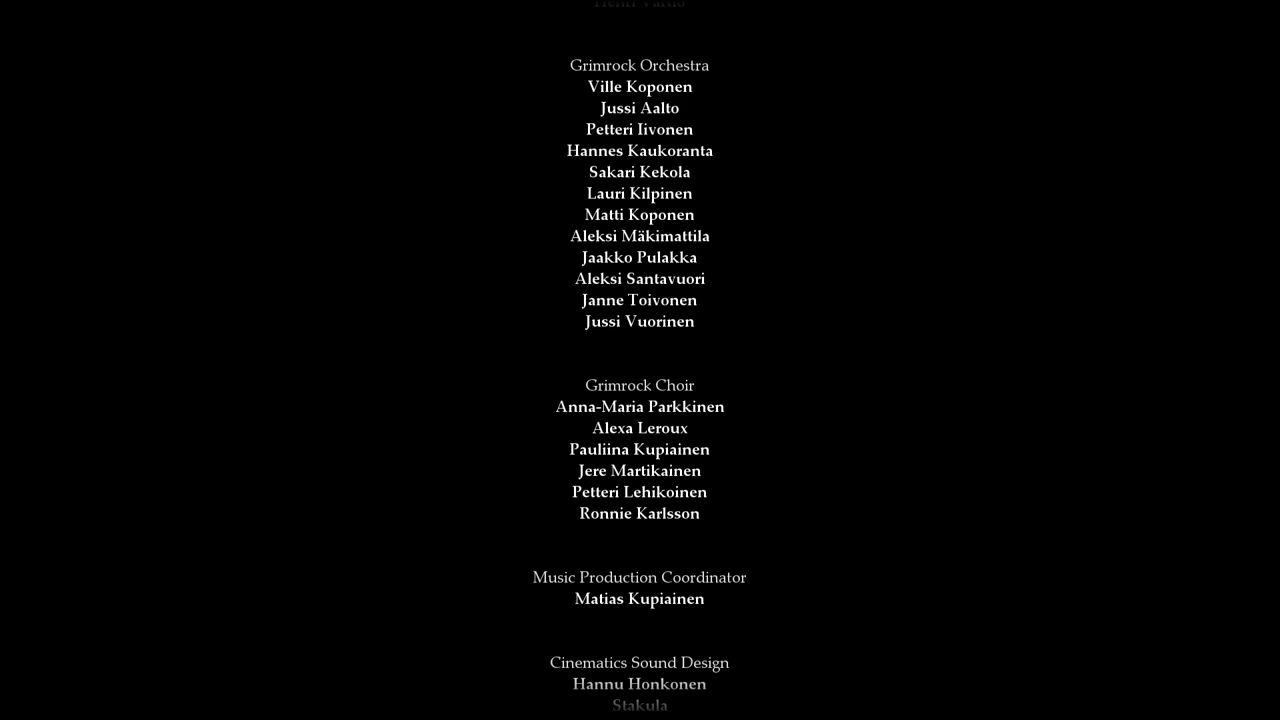 Grimrock Orchestra
Ville Koponen
Jussi Aalto
Petteri Iivonen
Hannes Kaukoranta
Sakari Kekola
Lauri Kilpinen
Matti Koponen
Aleksi Mäkimattila
Jaakko Pulakka
Aleksi Santavuori
Janne Toivonen
Jussi Vuorinen
Grimrock Choir
Anna-Maria Parkkinen
Alexa Leroux
Pauliina Kupiainen
Jere Martikainen
Petteri Lehikoinen
Ronnie Karlsson
Music Production Coordinator
Matias Kupiainen
Cinematics Sound Design
Hannu Honkonen
Stakula